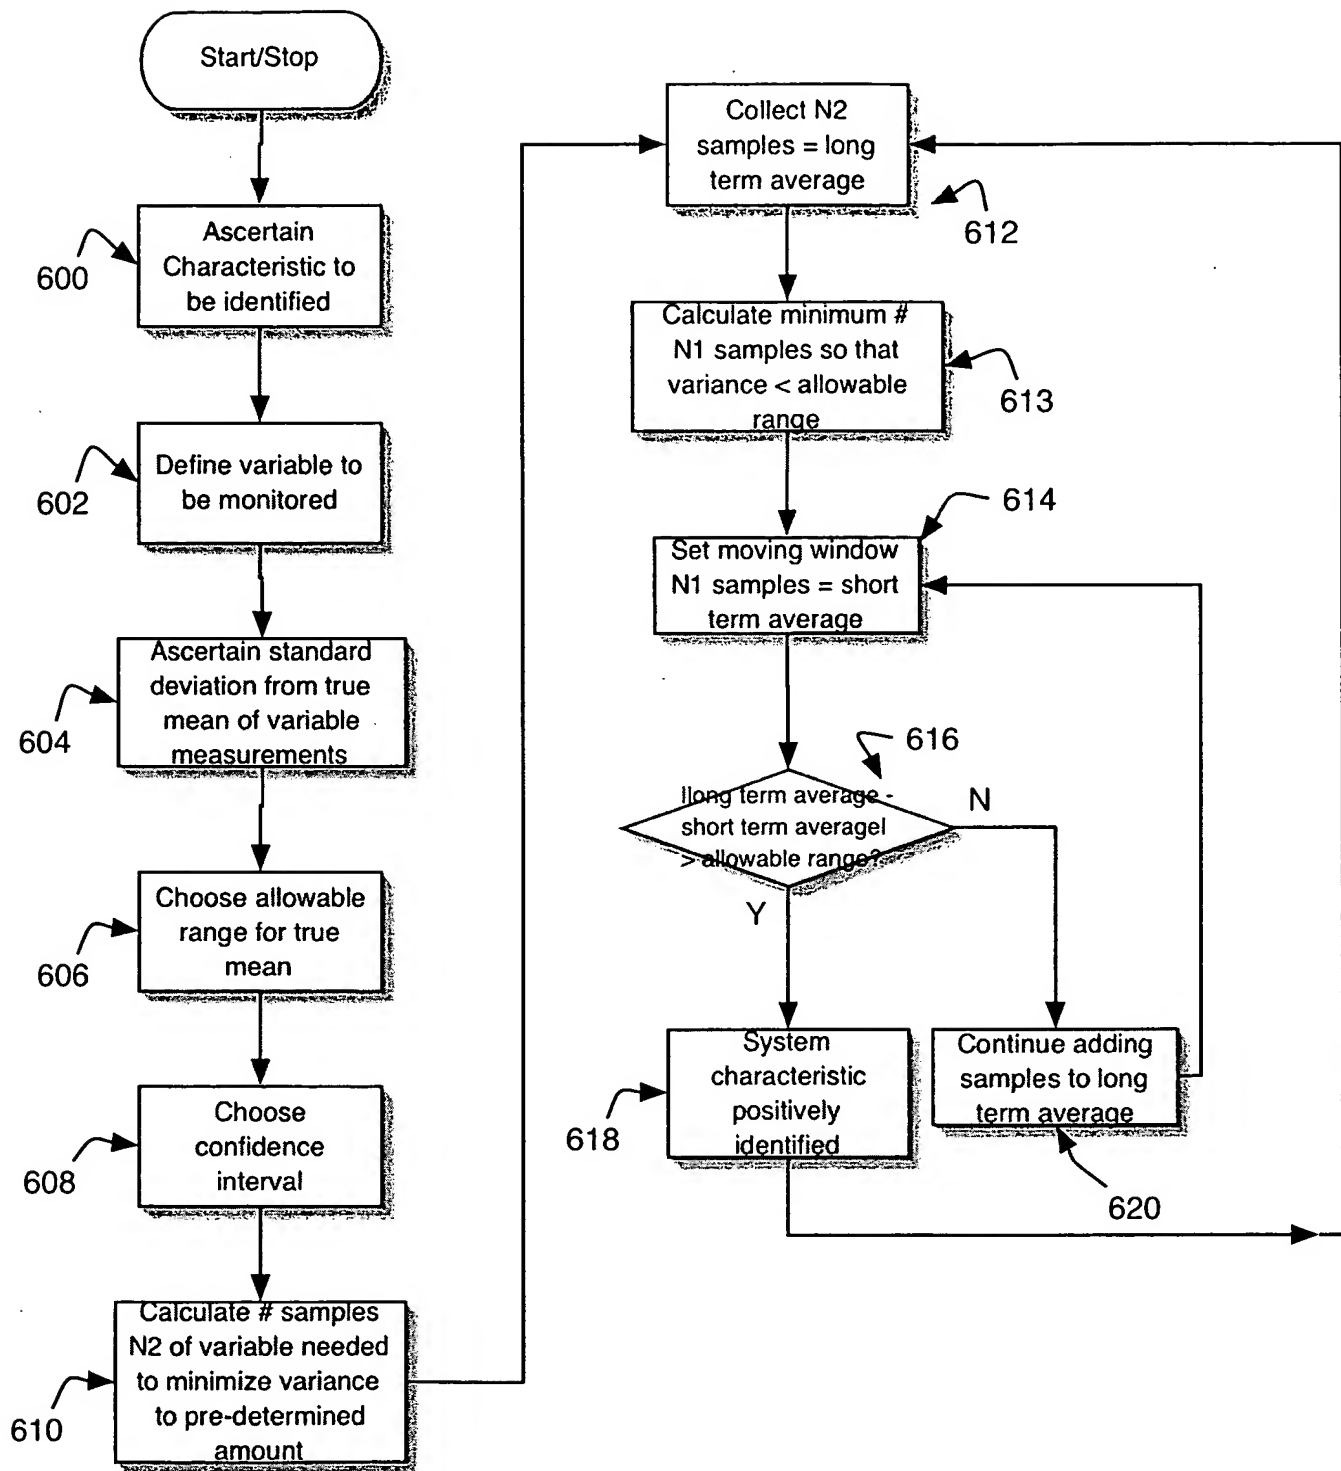 Start/Stop
600
Ascertain
Characteristic to
be identified
602
Define variable to
be monitored
604
Ascertain standard
deviation from true
mean of variable
measurements
606
Choose allowable
range for true
mean
608
Choose
confidence
interval
610
Calculate # samples
N2 of variable needed
to minimize variance
to pre-determined
amount
Collect N2
samples = long
term average
612
Calculate minimum #
N1 samples so that
variance < allowable
range
613
614
Set moving window
N1 samples = short
term average
616
|long term average -
short term average|
> allowable range?
N
Y
618
System
characteristic
positively
identified
Continue adding
samples to long
term average
620